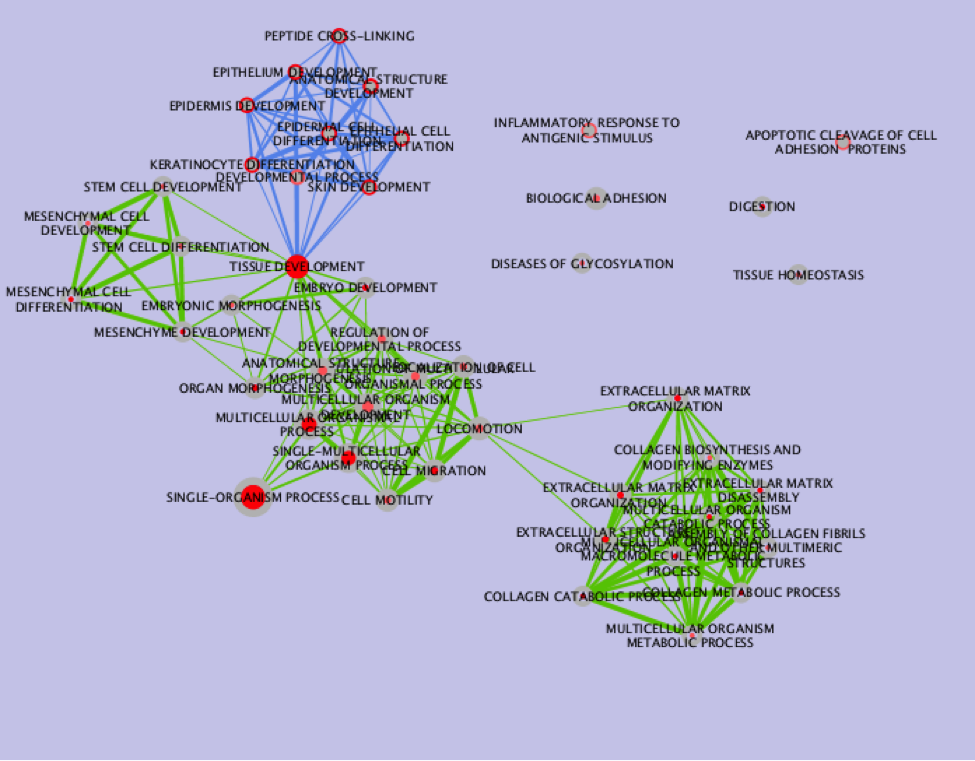 PEPTIDE CROSS-LINKING
EPITHELIUM DEVELOPMENT
ANATOMICAL STRUCTURE
DEVELOPMENT
EPIDERMIS DEVELOPMENT
EPIDERMAL CELL
DIFFERENTIATION
EPITHELIAL CELL
DIFFERENTIATION
KERATINOCYTE DIFFERENTIATION
DEVELOPMENTAL PROCESS
SKIN DEVELOPMENT
STEM CELL DEVELOPMENT
MESENCHYMAL CELL
DEVELOPMENT
STEM CELL DIFFERENTIATION
TISSUE DEVELOPMENT
MESENCHYMAL CELL
DIFFERENTIATION
EMBRYO DEVELOPMENT
EMBRYONIC MORPHOGENESIS
MESENCHYME DEVELOPMENT
REGULATION OF
DEVELOPMENTAL PROCESS
ANATOMICAL STRUCTURE
MORPHOGENESIS
OF CELL
ORGANISMAL PROCESS
ORGAN MORPHOGENESIS
MULTICELLULAR ORGANISM
DEVELOPMENT
MULTICELLULAR ORGANISMAL
PROCESS
LOCOMOTION
SINGLE-MULTICELLULAR
ORGANISM PROCESS
CELL MIGRATION
SINGLE-ORGANISM PROCESS
CELL MOTILITY
INFLAMMATORY RESPONSE TO
ANTIGENIC STIMULUS
APOPTOTIC CLEAVAGE OF CELL
ADHESION PROTEINS
BIOLOGICAL ADHESION
DIGESTION
DISEASES OF GLYCOSYLATION
TISSUE HOMEOSTASIS
EXTRACELLULAR MATRIX
ORGANIZATION
COLLAGEN BIOSYNTHESIS AND
MODIFYING ENZYMES
EXTRACELLULAR MATRIX
ORGANIZATION
EXTRACELLULAR MATRIX
DISASSEMBLY
MULTICELLULAR ORGANISM
CATABOLIC PROCESS
EXTRACELLULAR STRUCTURE
ORGANIZATION
OF COLLAGEN FIBRILS
AND OTHER MULTIMERIC
STRUCTURES
MULTICELLULAR ORGANISMAL
MACROMOLECULE METABOLIC
PROCESS
COLLAGEN CATABOLIC PROCESS
COLLAGEN METABOLIC PROCESS
MULTICELLULAR ORGANISM
METABOLIC PROCESS